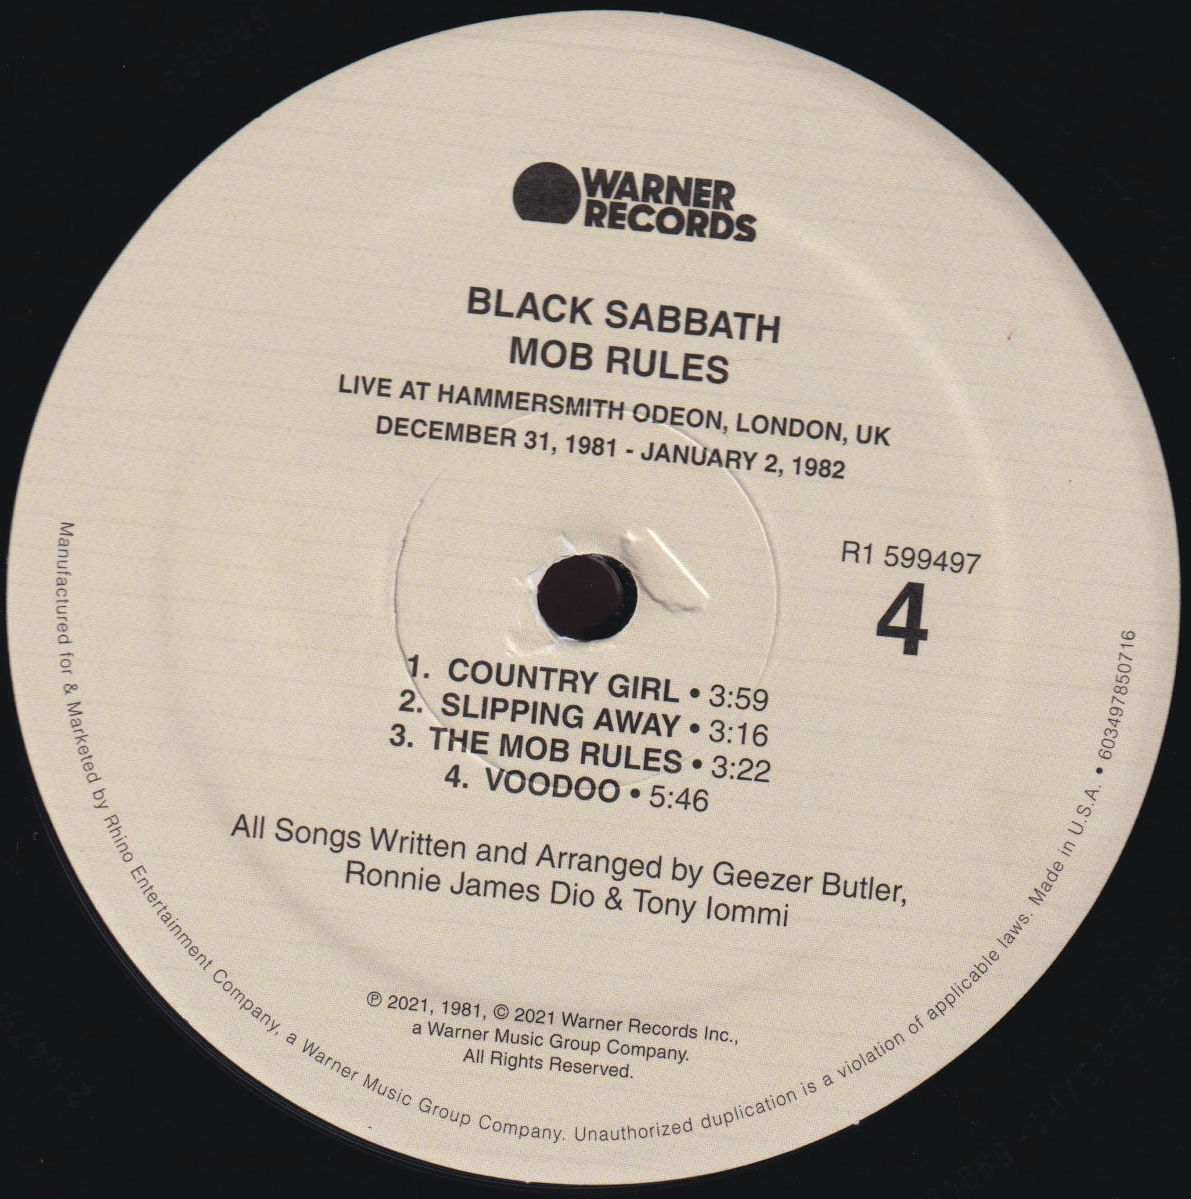 WARNER
RECORDS
BLACK SABBATH
MOB RULES
LIVE AT HAMMERSMITH ODEON, LONDON, UK
DECEMBER 31, 1981 - JANUARY 2, 1982
R1 599497
4
1. COUNTRY GIRL • 3:59
2. SLIPPING AWAY • 3:16
3. THE MOB RULES • 3:22
4. VOODOO • 5:46
All Songs Written and Arranged by Geezer Butler,
Ronnie James Dio & Tony Iommi
℗ 2021, 1981, © 2021 Warner Records Inc.,
a Warner Music Group Company.
All Rights Reserved.
Manufactured for & Marketed by Rhino Entertainment Company, a Warner Music Group Company. Unauthorized duplication is a violation of applicable laws. Made in U.S.A. • 603497850716